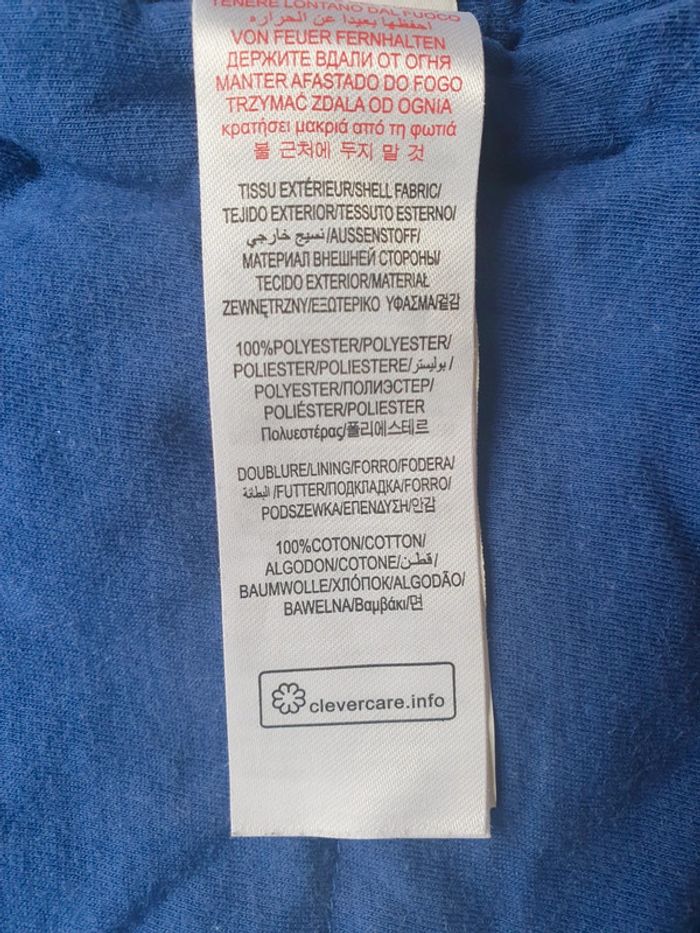 TENERE LONTANO DAL FUOCO
احفظها بعيدا عن الحراره
VON FEUER FERNHALTEN
ДЕРЖИТЕ ВДАЛИ ОТ ОГНЯ
MANTER AFASTADO DO FOGO
TRZYMAĆ ZDALA OD OGNIA
κρατήσει μακριά από τη φωτιά
불 근처에 두지 말 것
TISSU EXTÉRIEUR/SHELL FABRIC/
TEJIDO EXTERIOR/TESSUTO ESTERNO/
نسيج خارجي/AUSSENSTOFF/
МАТЕРИАЛ ВНЕШНЕЙ СТОРОНЫ/
TECIDO EXTERIOR/MATERIAŁ
ZEWNĘTRZNY/ΕΞΩΤΕΡΙΚΟ ΥΦΑΣΜΑ/겉감
100%POLYESTER/POLYESTER/
POLIESTER/POLIESTERE/بوليستر/
POLYESTER/ПОЛИЭСТЕР/
POLIÉSTER/POLIESTER
Πολυεστέρας/폴리에스테르
DOUBLURE/LINING/FORRO/FODERA/
البطانة/FUTTER/ПОДКЛАДКА/FORRO/
PODSZEWKA/ΕΠΕΝΔΥΣΗ/안감
100%COTON/COTTON/
ALGODON/COTONE/قطن/
BAUMWOLLE/ХЛОПОК/ALGODÃO/
BAWELNA/Βαμβάκι/면
clevercare.info